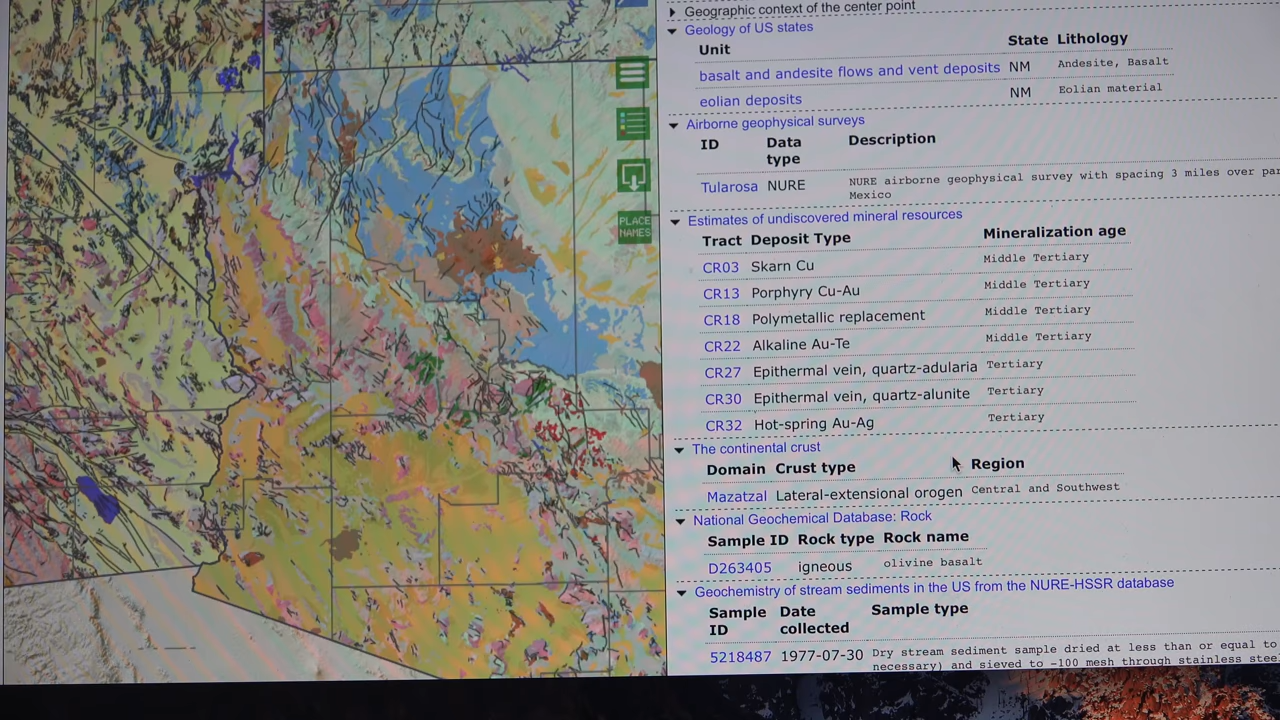 PLACE
NAMES
Geographic context of the center point
Geology of US states
Unit State Lithology
basalt and andesite flows and vent deposits NM Andesite, Basalt
eolian deposits NM Eolian material
Airborne geophysical surveys
ID Data type Description
Tularosa NURE NURE airborne geophysical survey with spacing 3 miles over par
Mexico
Estimates of undiscovered mineral resources
Tract Deposit Type Mineralization age
CR03 Skarn Cu Middle Tertiary
CR13 Porphyry Cu-Au Middle Tertiary
CR18 Polymetallic replacement Middle Tertiary
CR22 Alkaline Au-Te Middle Tertiary
CR27 Epithermal vein, quartz-adularia Tertiary
CR30 Epithermal vein, quartz-alunite Tertiary
CR32 Hot-spring Au-Ag Tertiary
The continental crust
Domain Crust type Region
Mazatzal Lateral-extensional orogen Central and Southwest
National Geochemical Database: Rock
Sample ID Rock type Rock name
D263405 igneous olivine basalt
Geochemistry of stream sediments in the US from the NURE-HSSR database
Sample ID Date collected Sample type
5218487 1977-07-30 Dry stream sediment sample dried at less than or equal to
necessary) and sieved to -100 mesh through stainless stee